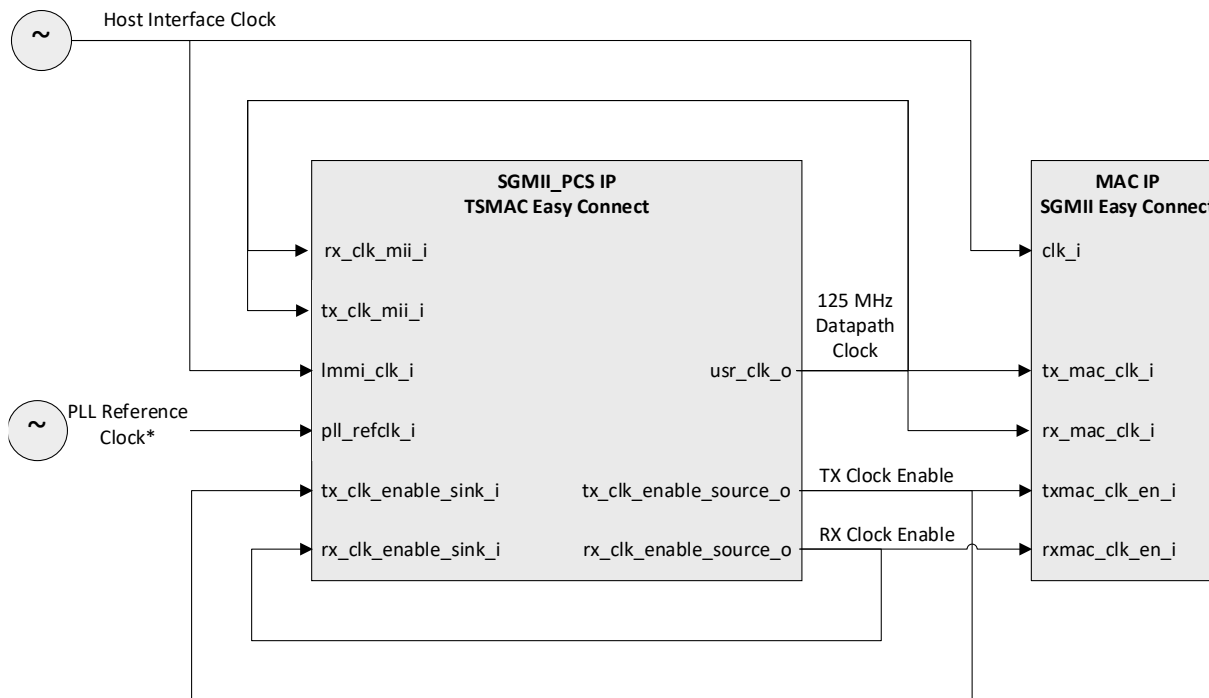 ~
Host Interface Clock
SGMII_PCS IP
TSMAC Easy Connect
rx_clk_mii_i
tx_clk_mii_i
lmmi_clk_i
usr_clk_o
~
PLL Reference
Clock*
pll_refclk_i
tx_clk_enable_sink_i
tx_clk_enable_source_o
rx_clk_enable_sink_i
rx_clk_enable_source_o
125 MHz
Datapath
Clock
TX Clock Enable
RX Clock Enable
MAC IP
SGMII Easy Connect
clk_i
tx_mac_clk_i
rx_mac_clk_i
txmac_clk_en_i
rxmac_clk_en_i